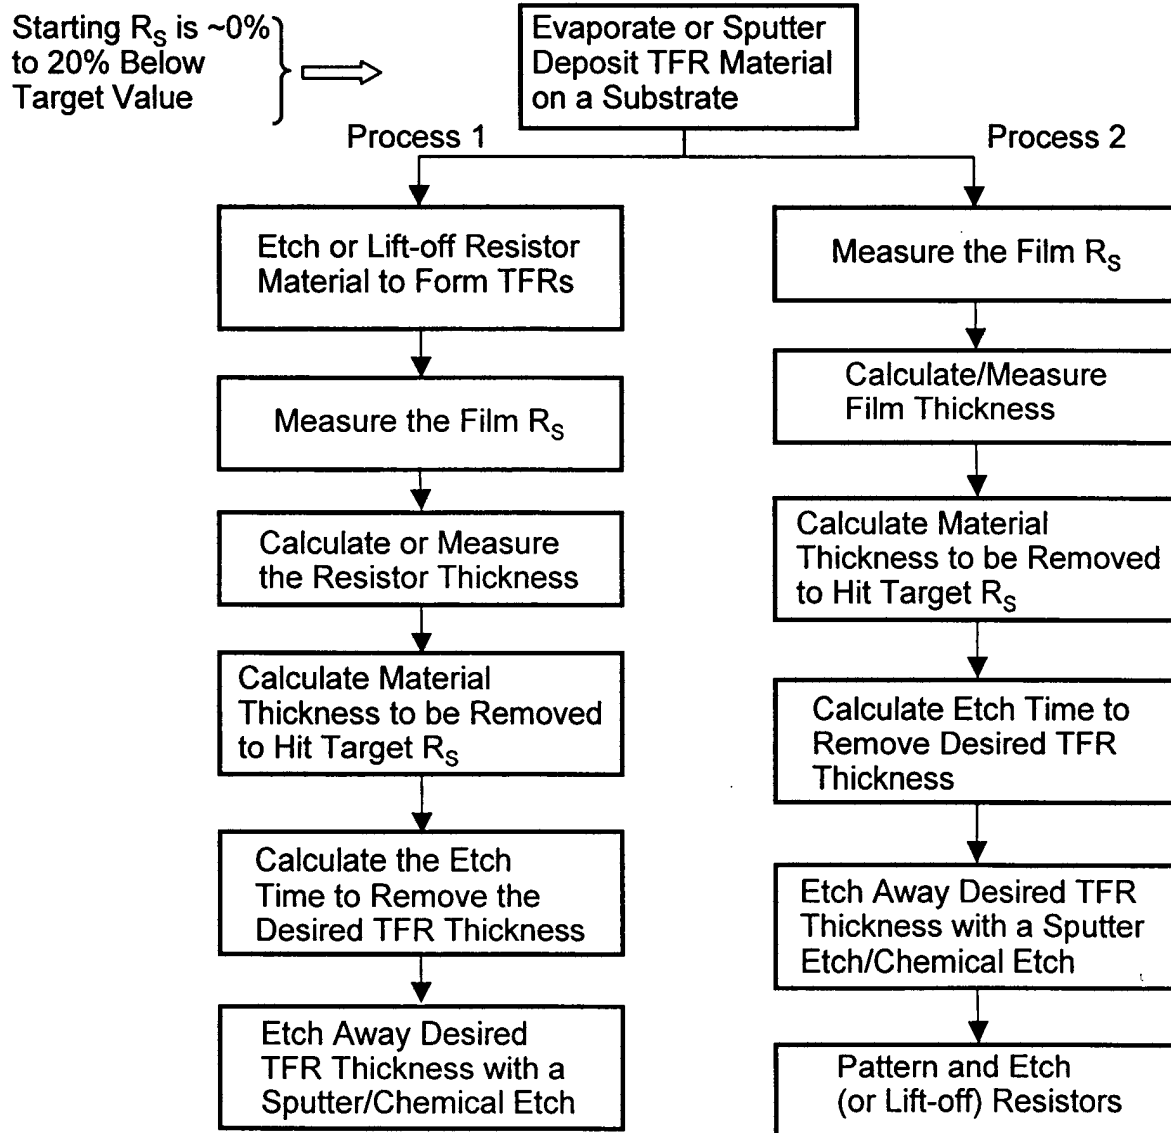 Starting RS is ~0%
to 20% Below
Target Value
Evaporate or Sputter
Deposit TFR Material
on a Substrate
Process 1
Process 2
Etch or Lift-off Resistor
Material to Form TFRs
Measure the Film RS
Calculate or Measure
the Resistor Thickness
Calculate Material
Thickness to be Removed
to Hit Target RS
Calculate the Etch
Time to Remove the
Desired TFR Thickness
Etch Away Desired
TFR Thickness with a
Sputter/Chemical Etch
Measure the Film RS
Calculate/Measure
Film Thickness
Calculate Material
Thickness to be Removed
to Hit Target RS
Calculate Etch Time to
Remove Desired TFR
Thickness
Etch Away Desired TFR
Thickness with a Sputter
Etch/Chemical Etch
Pattern and Etch
(or Lift-off) Resistors